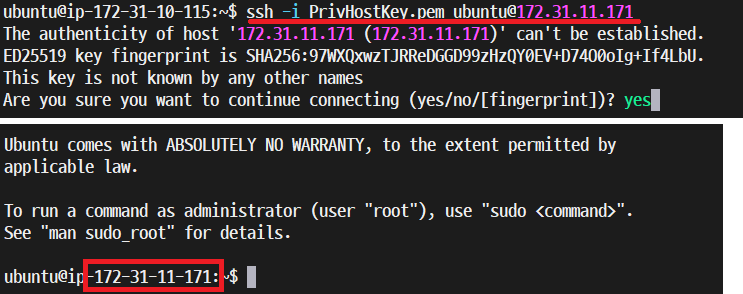 ubuntu@ip-172-31-10-115:~$ ssh -i PrivHostKey.pem ubuntu@172.31.11.171
The authenticity of host '172.31.11.171 (172.31.11.171)' can't be established.
ED25519 key fingerprint is SHA256:97WXQxwzTJRReDGGD99zHzQY0EV+D74O0oIg+If4LbU.
This key is not known by any other names
Are you sure you want to continue connecting (yes/no/[fingerprint])? yes
Ubuntu comes with ABSOLUTELY NO WARRANTY, to the extent permitted by
applicable law.
To run a command as administrator (user "root"), use "sudo <command>".
See "man sudo_root" for details.
ubuntu@ip-172-31-11-171:~$